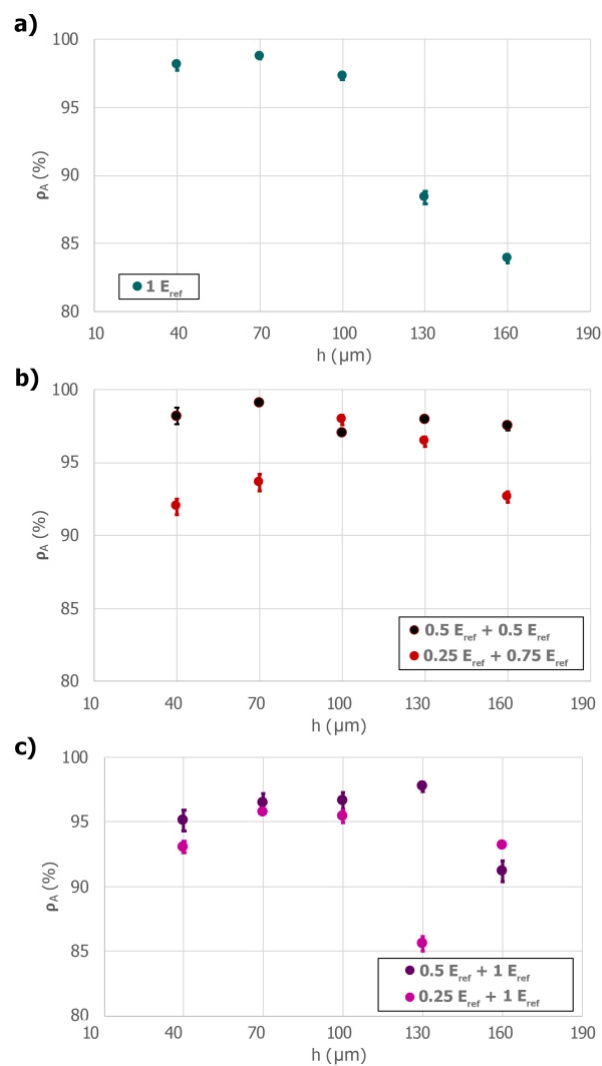 a)
100
95
90
85
80
ρA (%)
1 Eref
10 40 70 100 130 160 190
h (µm)
b)
100
95
90
85
80
ρA (%)
0.5 Eref + 0.5 Eref
0.25 Eref + 0.75 Eref
10 40 70 100 130 160 190
h (µm)
c)
100
95
90
85
80
ρA (%)
0.5 Eref + 1 Eref
0.25 Eref + 1 Eref
10 40 70 100 130 160 190
h (µm)